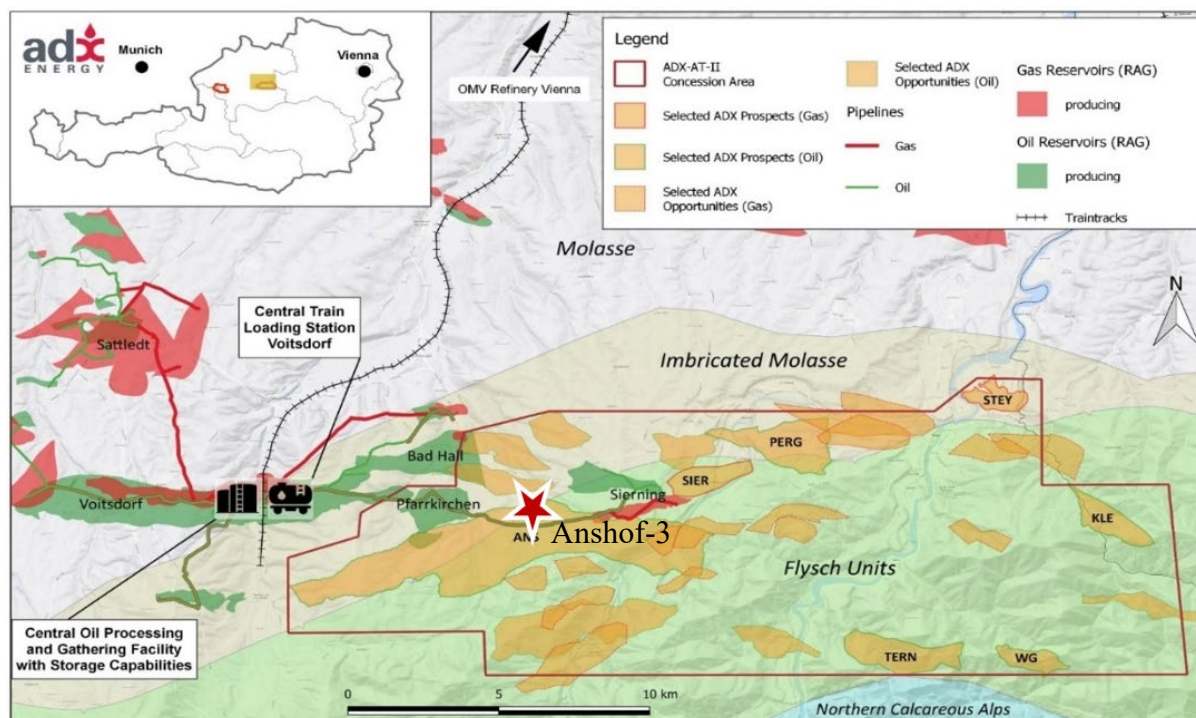 adx
ENERGY
Munich
Vienna
OMV Refinery Vienna
Legend
ADX-AT-II
Concession Area
Selected ADX Prospects (Gas)
Selected ADX Prospects (Oil)
Selected ADX
Opportunities (Gas)
Selected ADX
Opportunities (Oil)
Pipelines
Gas
Oil
Gas Reservoirs (RAG)
producing
Oil Reservoirs (RAG)
producing
Traintracks
Molasse
N
Central Train
Loading Station
Voitsdorf
Sattledt
Imbricated Molasse
STEY
PERG
Bad Hall
SIER
Sierning
Voitsdorf
Pfarrkirchen
KLE
ANS
Anshof-3
Flysch Units
Central Oil Processing
and Gathering Facility
with Storage Capabilities
TERN
WG
0 5 10 km
Northern Calcareous Alps